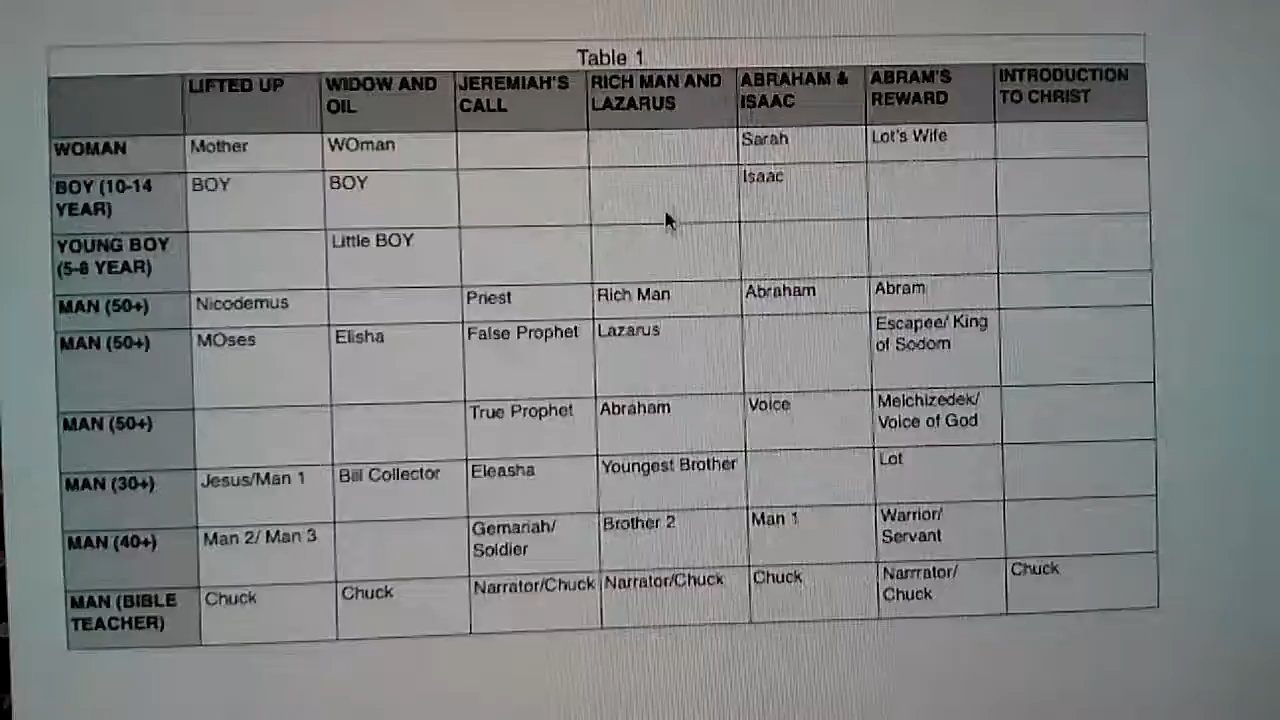 Table 1
LIFTED UP
WIDOW AND
OIL
JEREMIAH'S
CALL
RICH MAN AND
LAZARUS
ABRAHAM &
ISAAC
ABRAM'S
REWARD
INTRODUCTION
TO CHRIST
WOMAN
Mother
WOman
Sarah
Lot's Wife
BOY (10-14
YEAR)
BOY
BOY
Isaac
YOUNG BOY
(5-8 YEAR)
Little BOY
MAN (50+)
Nicodemus
Priest
Rich Man
Abraham
Abram
MAN (50+)
MOses
Elisha
False Prophet
Lazarus
Escapee/ King
of Sodom
MAN (50+)
True Prophet
Abraham
Voice
Melchizedek/
Voice of God
MAN (30+)
Jesus/Man 1
Bill Collector
Eleasha
Youngest Brother
Lot
MAN (40+)
Man 2/ Man 3
Gemariah/
Soldier
Brother 2
Man 1
Warrior/
Servant
MAN (BIBLE
TEACHER)
Chuck
Chuck
Narrator/Chuck
Narrator/Chuck
Chuck
Narrrator/
Chuck
Chuck